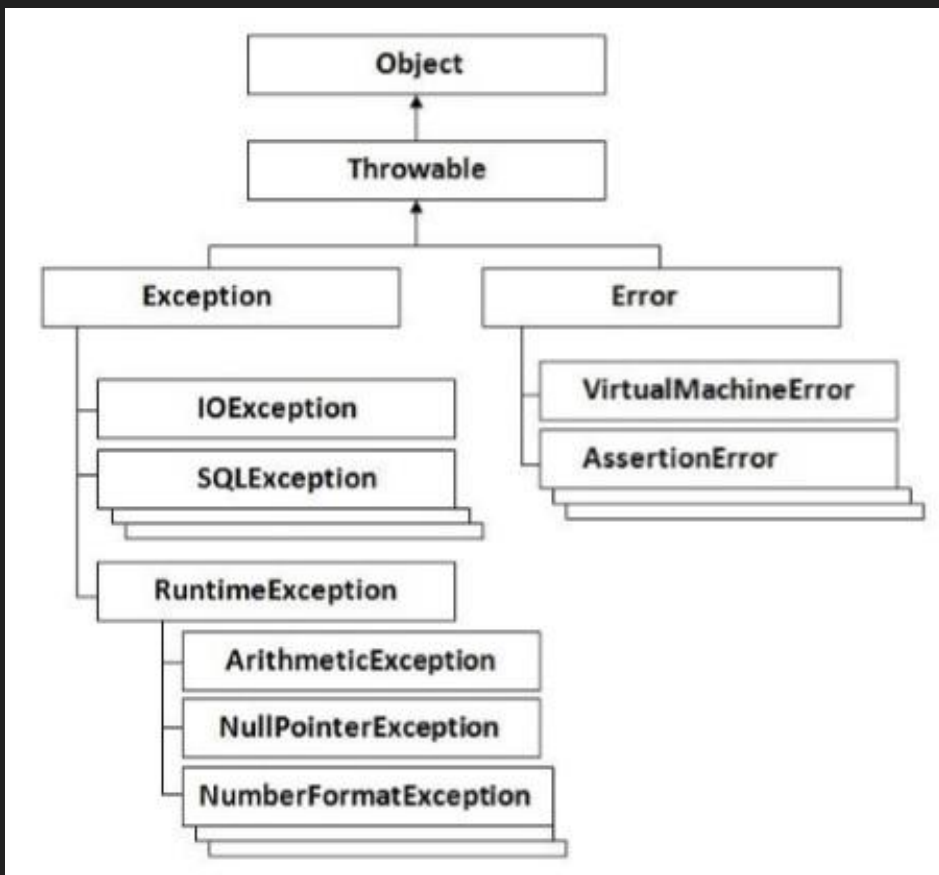 Object
Throwable
Exception
Error
IOException
SQLException
RuntimeException
ArithmeticException
NullPointerException
NumberFormatException
VirtualMachineError
AssertionError